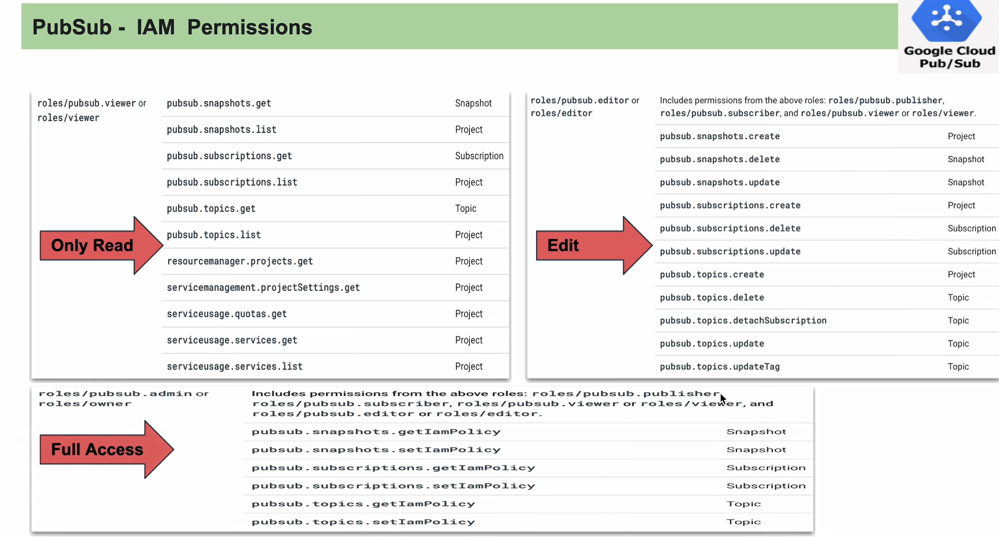 PubSub - IAM Permissions
Google Cloud
Pub/Sub
roles/pubsub.viewer or
roles/viewer
pubsub.snapshots.get Snapshot
pubsub.snapshots.list Project
pubsub.subscriptions.get Subscription
pubsub.subscriptions.list Project
pubsub.topics.get Topic
pubsub.topics.list Project
resourcemanager.projects.get Project
servicemanagement.projectSettings.get Project
serviceusage.quotas.get Project
serviceusage.services.get Project
serviceusage.services.list Project
Only Read
roles/pubsub.editor or
roles/editor
Includes permissions from the above roles: roles/pubsub.publisher,
roles/pubsub.subscriber, and roles/pubsub.viewer or roles/viewer.
pubsub.snapshots.create Project
pubsub.snapshots.delete Snapshot
pubsub.snapshots.update Snapshot
pubsub.subscriptions.create Project
pubsub.subscriptions.delete Subscription
pubsub.subscriptions.update Subscription
pubsub.topics.create Project
pubsub.topics.delete Topic
pubsub.topics.detachSubscription Topic
pubsub.topics.update Topic
pubsub.topics.updateTag Topic
Edit
roles/pubsub.admin or
roles/owner
Includes permissions from the above roles: roles/pubsub.publisher,
roles/pubsub.subscriber, roles/pubsub.viewer or roles/viewer, and
roles/pubsub.editor or roles/editor.
pubsub.snapshots.getIamPolicy Snapshot
pubsub.snapshots.setIamPolicy Snapshot
pubsub.subscriptions.getIamPolicy Subscription
pubsub.subscriptions.setIamPolicy Subscription
pubsub.topics.getIamPolicy Topic
pubsub.topics.setIamPolicy Topic
Full Access